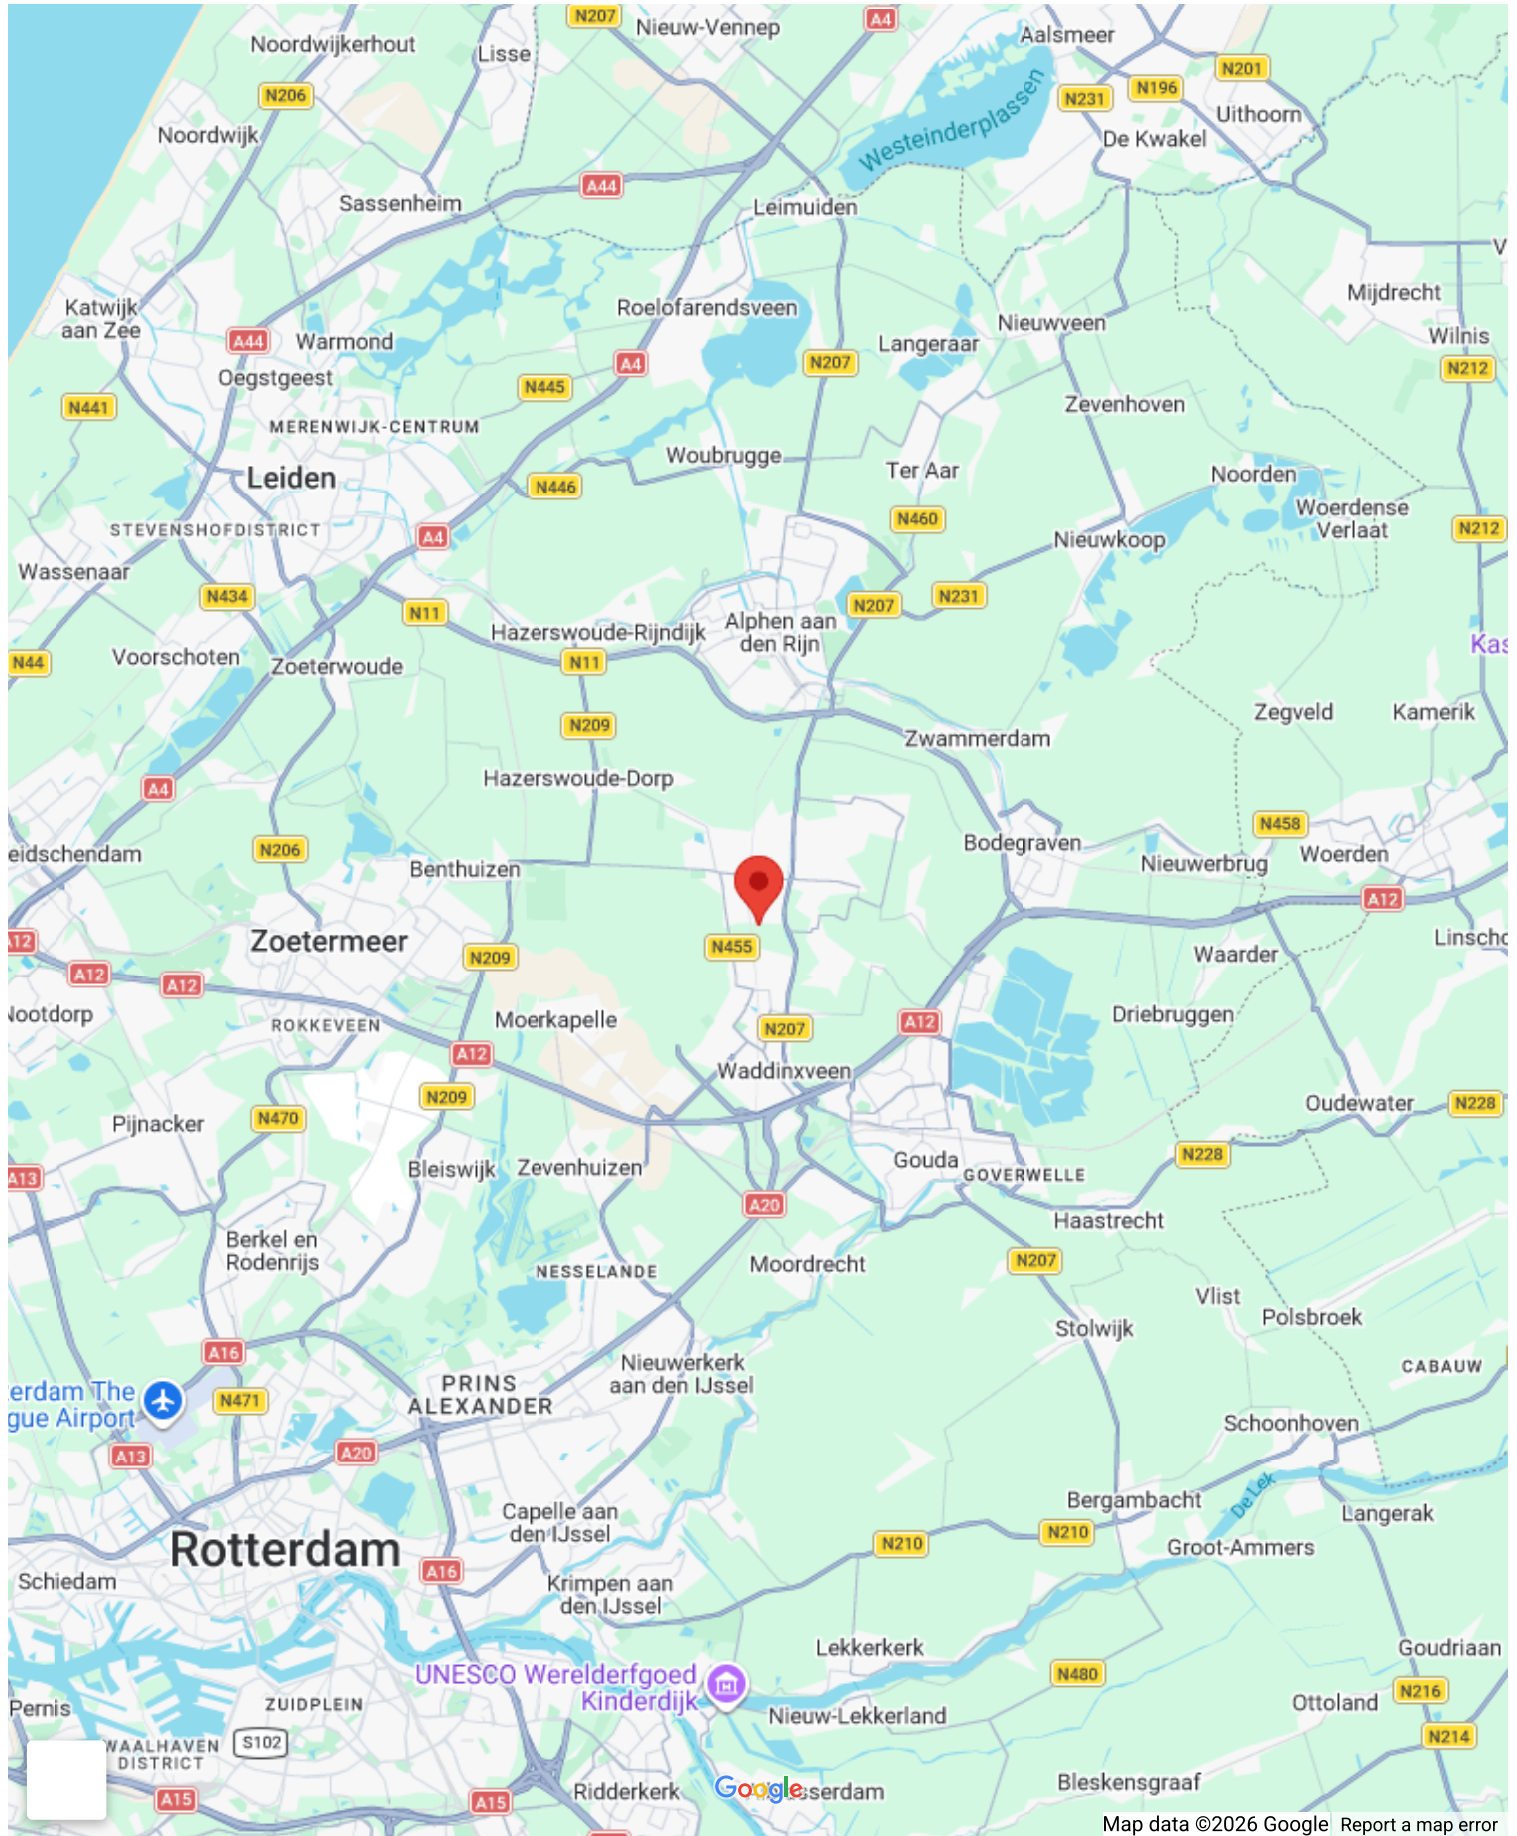 N207
Nieuw-Vennep
A4
Aalsmeer
Noordwijkerhout
Lisse
N201
N206
N231
N196
Uithoorn
Westeinderplassen
Noordwijk
De Kwakel
A44
Sassenheim
Leimuiden
V
Mijdrecht
Katwijk
aan Zee
Roelofarendsveen
Nieuwveen
A44
Warmond
Langeraar
Wilnis
A4
N207
N212
Oegstgeest
N445
N441
Zevenhoven
MERENWIJK-CENTRUM
Woubrugge
Ter Aar
Noorden
Leiden
N446
Woerdense
Verlaat
N460
STEVENSHOFDISTRICT
A4
Nieuwkoop
N212
Wassenaar
N434
N11
N207
N231
Alphen aan
den Rijn
Hazerswoude-Rijndijk
Kas
N44
Voorschoten
Zoeterwoude
N11
N209
Zegveld
Kamerik
Zwammerdam
Hazerswoude-Dorp
A4
N458
N206
eidschendam
Bodegraven
Nieuwerbrug
Woerden
Benthuizen
A12
Zoetermeer
A12
N455
Linscho
N209
Waarder
A12
A12
Nootdorp
ROKKEVEEN
Moerkapelle
N207
A12
Driebruggen
A12
Waddinxveen
N209
Oudewater
N228
Pijnacker
N470
Bleiswijk
Zevenhuizen
Gouda
GOVERWELLE
N228
A13
A20
Haastrecht
Berkel en
Rodenrijs
NESSELANDE
Moordrecht
N207
Vlist
Polsbroek
Stolwijk
A16
Nieuwerkerk
aan den IJssel
CABAUW
PRINS
ALEXANDER
erdam The
gue Airport
N471
Schoonhoven
A13
A20
De Lek
Bergambacht
Langerak
Capelle aan
den IJssel
N210
N210
Rotterdam
Groot-Ammers
A16
Schiedam
Krimpen aan
den IJssel
Lekkerkerk
Goudriaan
UNESCO Werelderfgoed
Kinderdijk
N480
N216
Pernis
ZUIDPLEIN
Nieuw-Lekkerland
Ottoland
S102
N214
WAALHAVEN
DISTRICT
Bleskensgraaf
A15
A15
Ridderkerk
Google
sserdam
Map data ©2026 Google
Report a map error